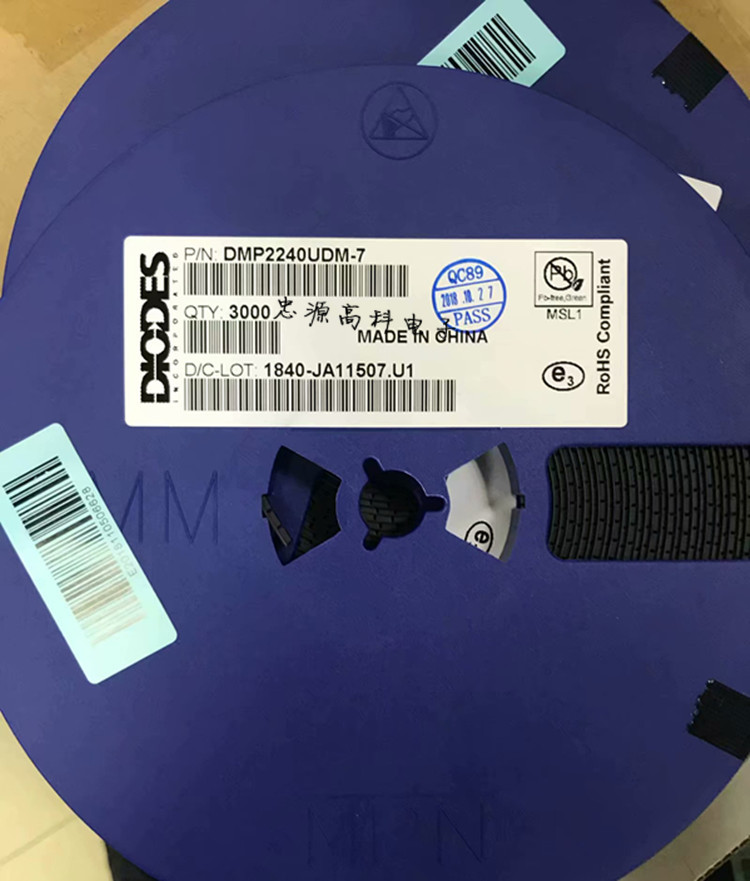 DIODES
INCORPORATED
P/N: DMP2240UDM-7
QTY: 3000
忠源高科电子
MADE IN CHINA
D/C-LOT: 1840-JA11507.U1
QC89
2018.10.27
PASS
Pb
Pb-free,Green
MSL1
e3
RoHS Compliant
MM
e